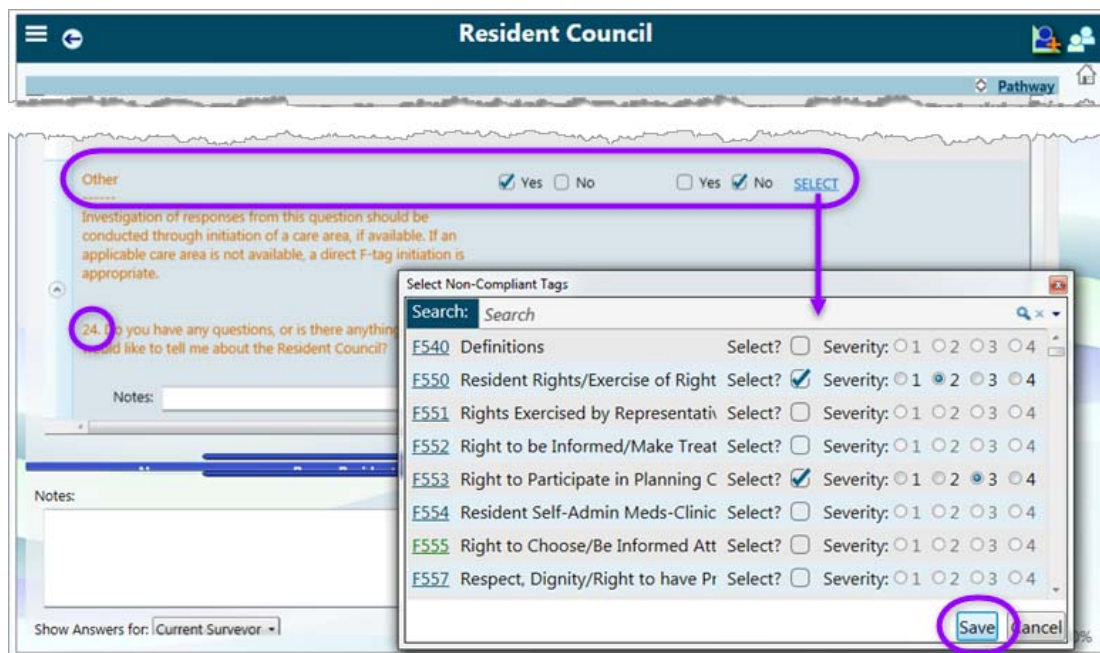 Resident Council
Pathway
Other
Yes No Yes No SELECT
------
Investigation of responses from this question should be
conducted through initiation of a care area, if available. If an
applicable care area is not available, a direct F-tag initiation is
appropriate.
24. Do you have any questions, or is there anything
would like to tell me about the Resident Council?
Notes:
Select Non-Compliant Tags
Search: Search
F540 Definitions Select? Severity: 1 2 3 4
F550 Resident Rights/Exercise of Right Select? Severity: 1 2 3 4
F551 Rights Exercised by Representativ Select? Severity: 1 2 3 4
F552 Right to be Informed/Make Treat Select? Severity: 1 2 3 4
F553 Right to Participate in Planning C Select? Severity: 1 2 3 4
F554 Resident Self-Admin Meds-Clinic Select? Severity: 1 2 3 4
F555 Right to Choose/Be Informed Att Select? Severity: 1 2 3 4
F557 Respect, Dignity/Right to have Pr Select? Severity: 1 2 3 4
Save Cancel
Notes:
Show Answers for: Current Surveyor